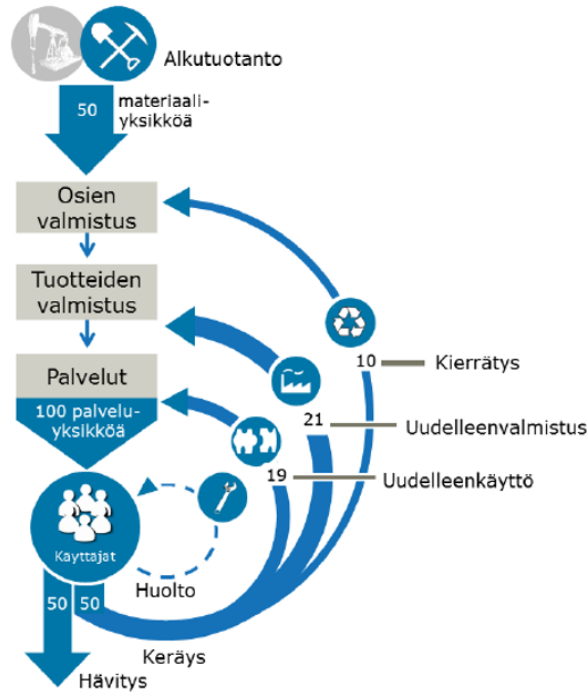 Alkutuotanto
50
materiaali-
yksikköä
Osien
valmistus
Tuotteiden
valmistus
Palvelut
100 palvelu-
yksikköä
10
Kierrätys
21
Uudelleenvalmistus
19
Uudelleenkäyttö
Käyttäjat
Huolto
50
50
Keräys
Hävitys